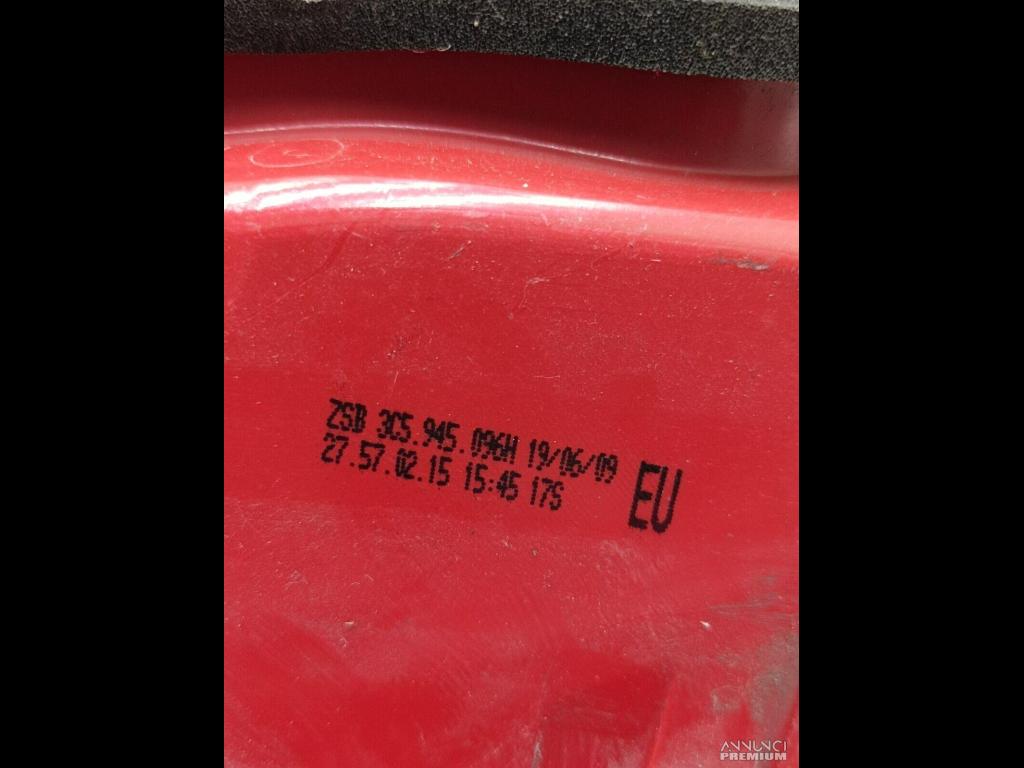 ZSB 3C5.945.096H 19/06/09
27.57.02.15 15:45 17S
EU
ANNUNCI
PREMIUM